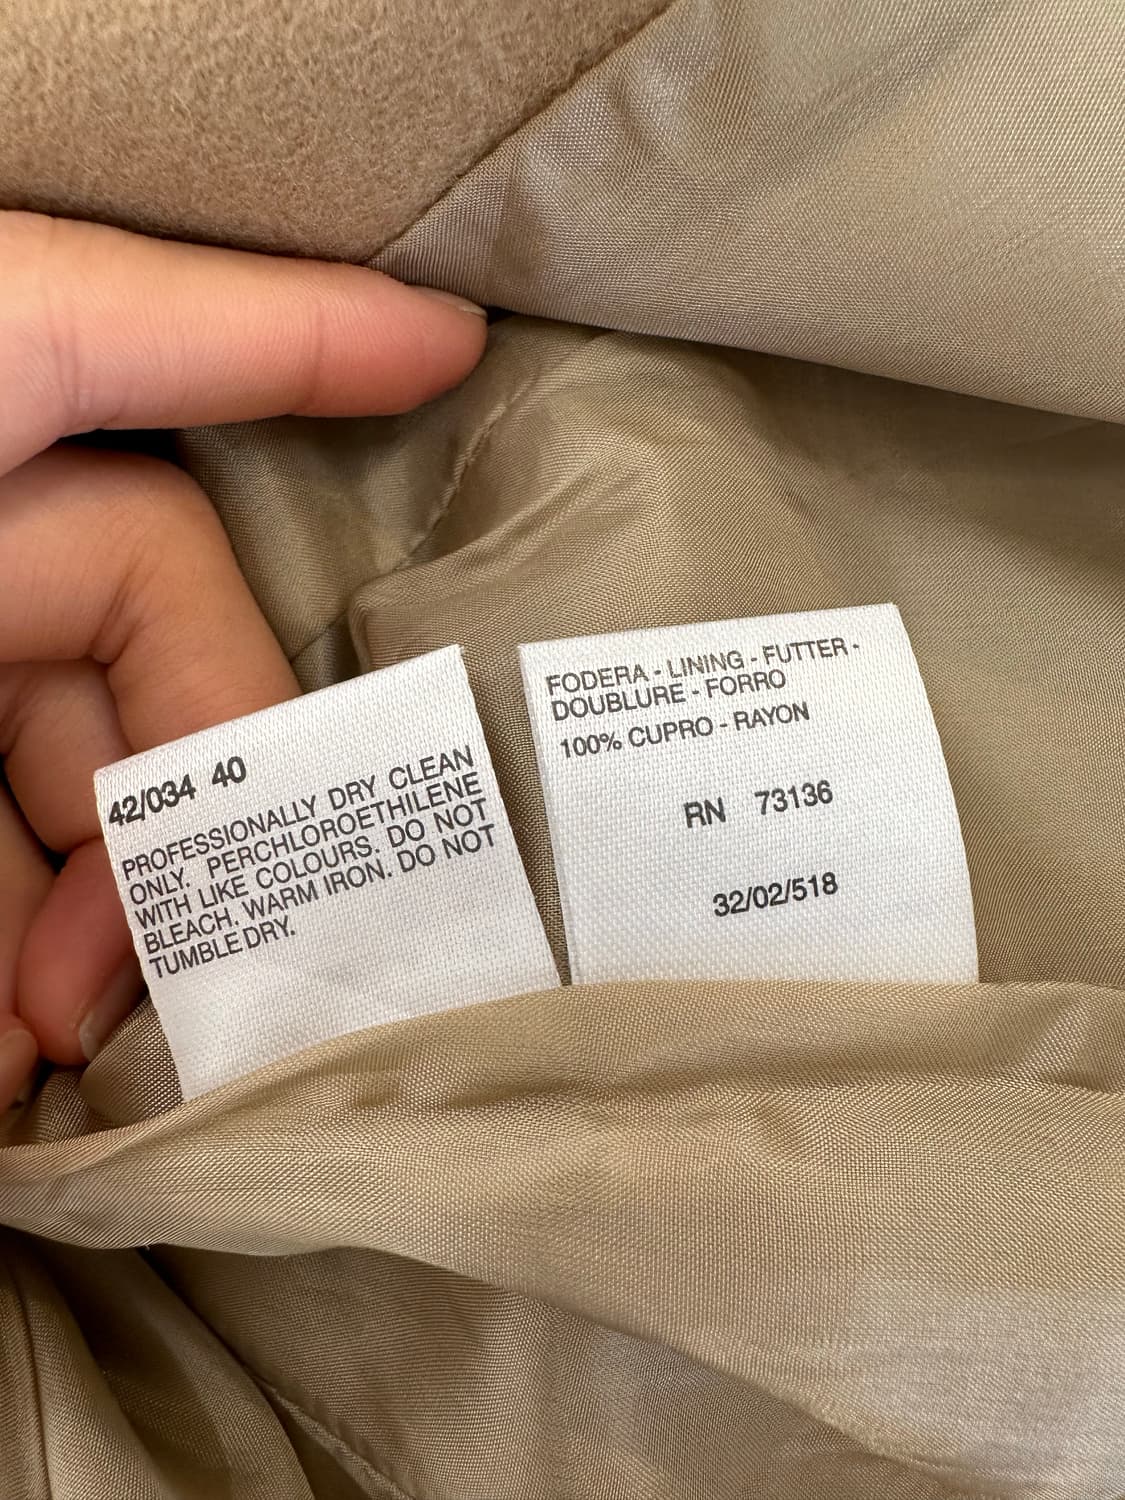 42/034 40
PROFESSIONALLY DRY CLEAN
ONLY. PERCHLOROETHILENE
WITH LIKE COLOURS. DO NOT
BLEACH. WARM IRON. DO NOT
TUMBLE DRY.
FODERA - LINING - FUTTER -
DOUBLURE - FORRO
100% CUPRO - RAYON
RN 73136
32/02/518